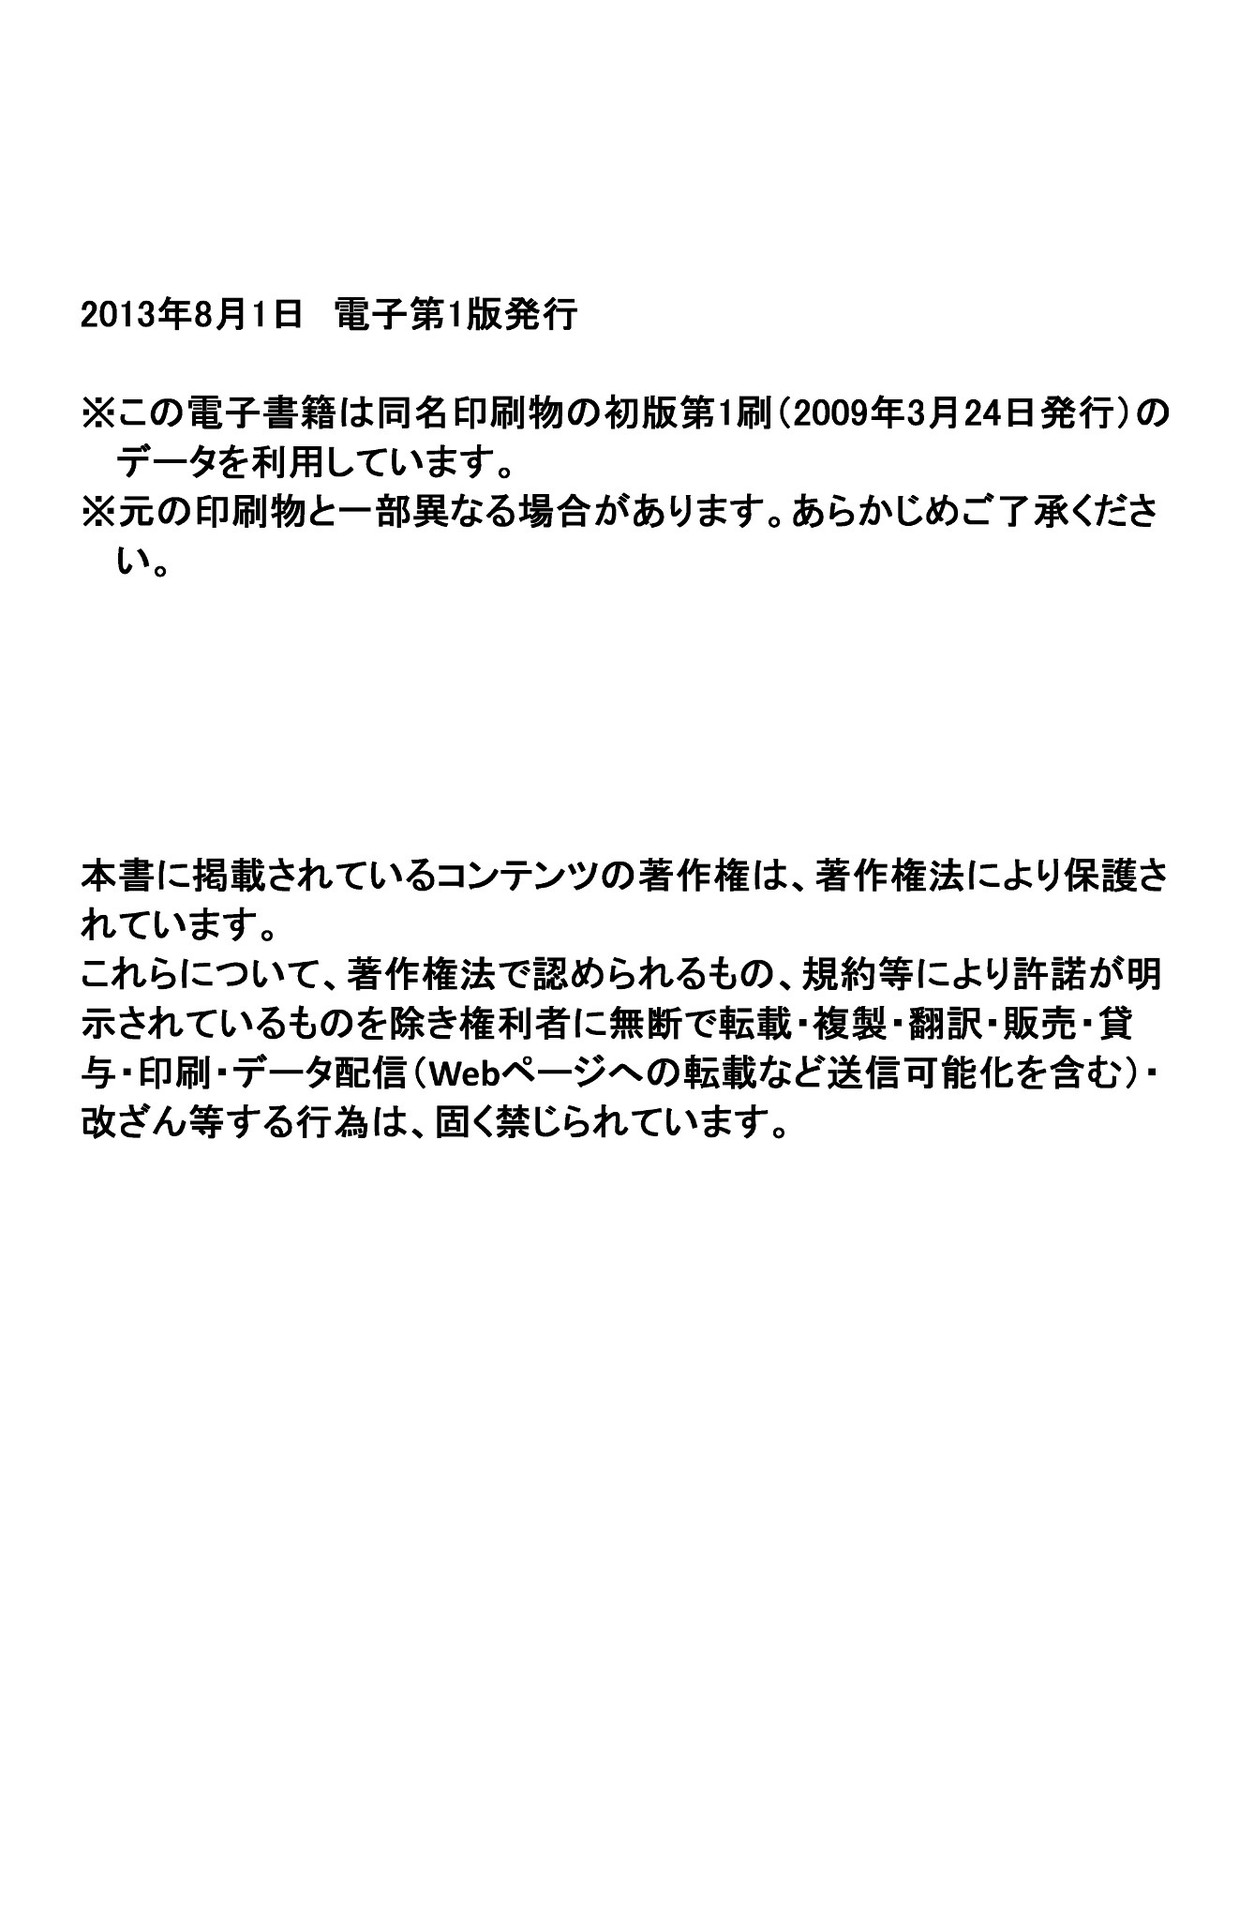 2013年8月1日　電子第1版発行
※この電子書籍は同名印刷物の初版第1刷（2009年3月24日発行）の
データを利用しています。
※元の印刷物と一部異なる場合があります。あらかじめご了承くださ
い。
本書に掲載されているコンテンツの著作権は、著作権法により保護さ
れています。
これらについて、著作権法で認められるもの、規約等により許諾が明
示されているものを除き権利者に無断で転載・複製・翻訳・販売・貸
与・印刷・データ配信（Webページへの転載など送信可能化を含む）・
改ざん等する行為は、固く禁じられています。